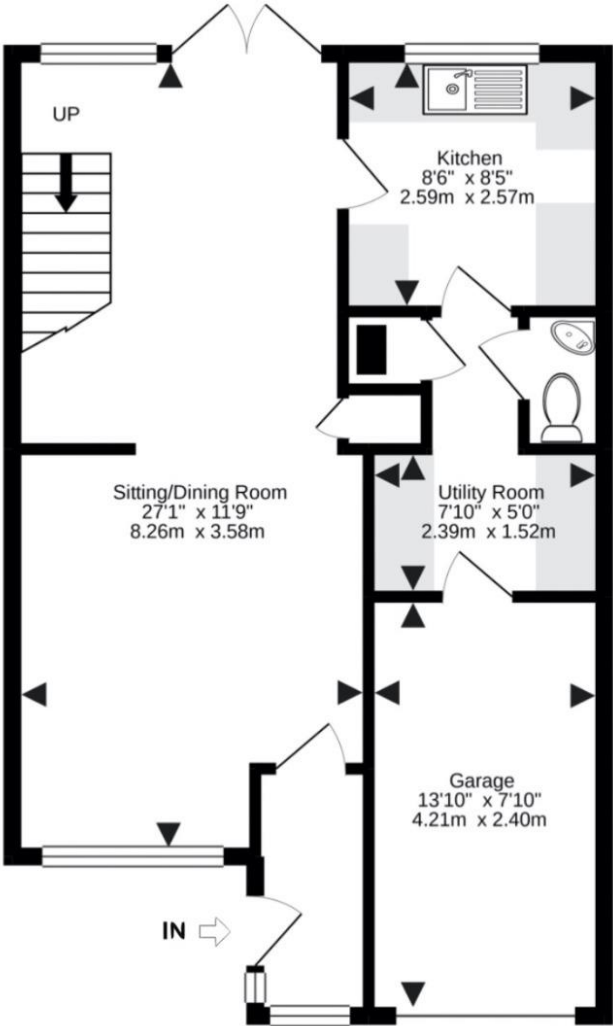 UP
Kitchen
8'6" x 8'5"
2.59m x 2.57m
Sitting/Dining Room
27'1" x 11'9"
8.26m x 3.58m
Utility Room
7'10" x 5'0"
2.39m x 1.52m
Garage
13'10" x 7'10"
4.21m x 2.40m
IN